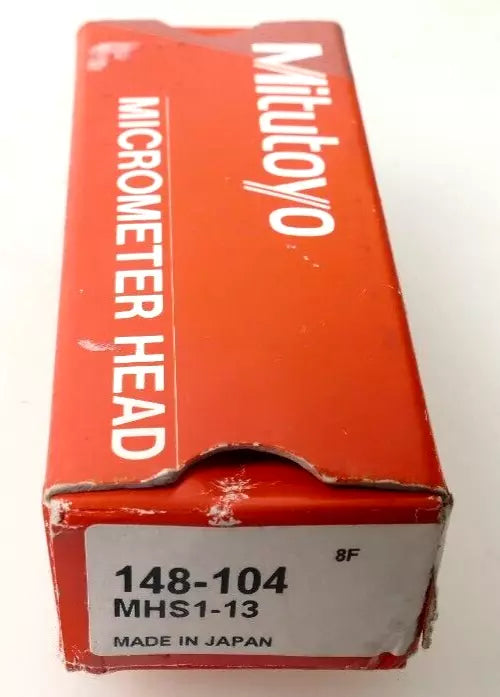 Mitutoyo
MICROMETER HEAD
8F
148-104
MHS1-13
MADE IN JAPAN